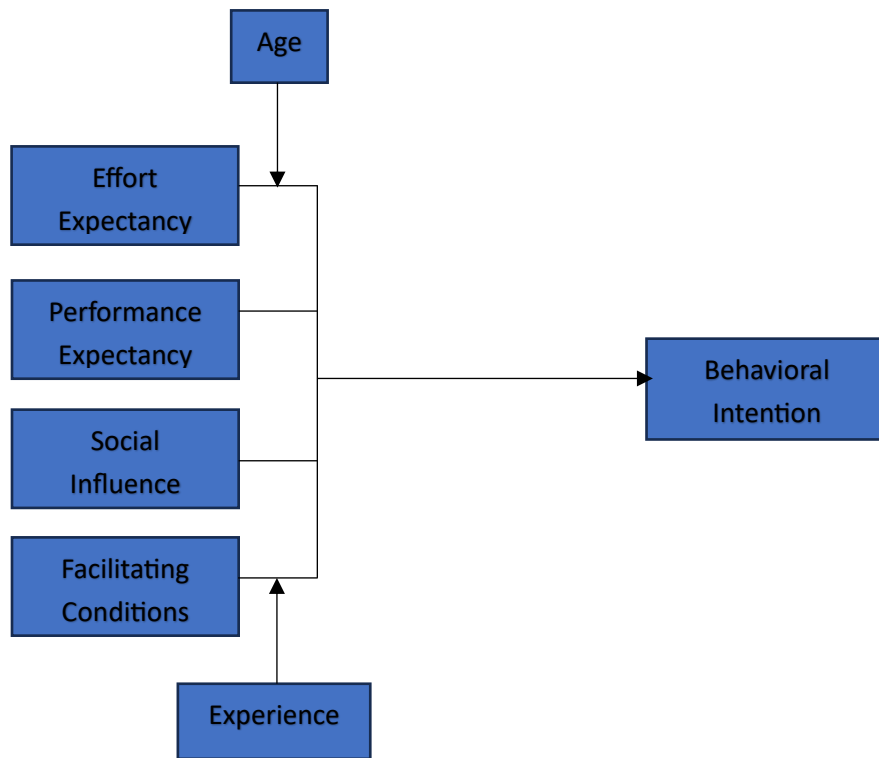 Age
Effort
Expectancy
Performance
Expectancy
Social
Influence
Facilitating
Conditions
Experience
Behavioral
Intention